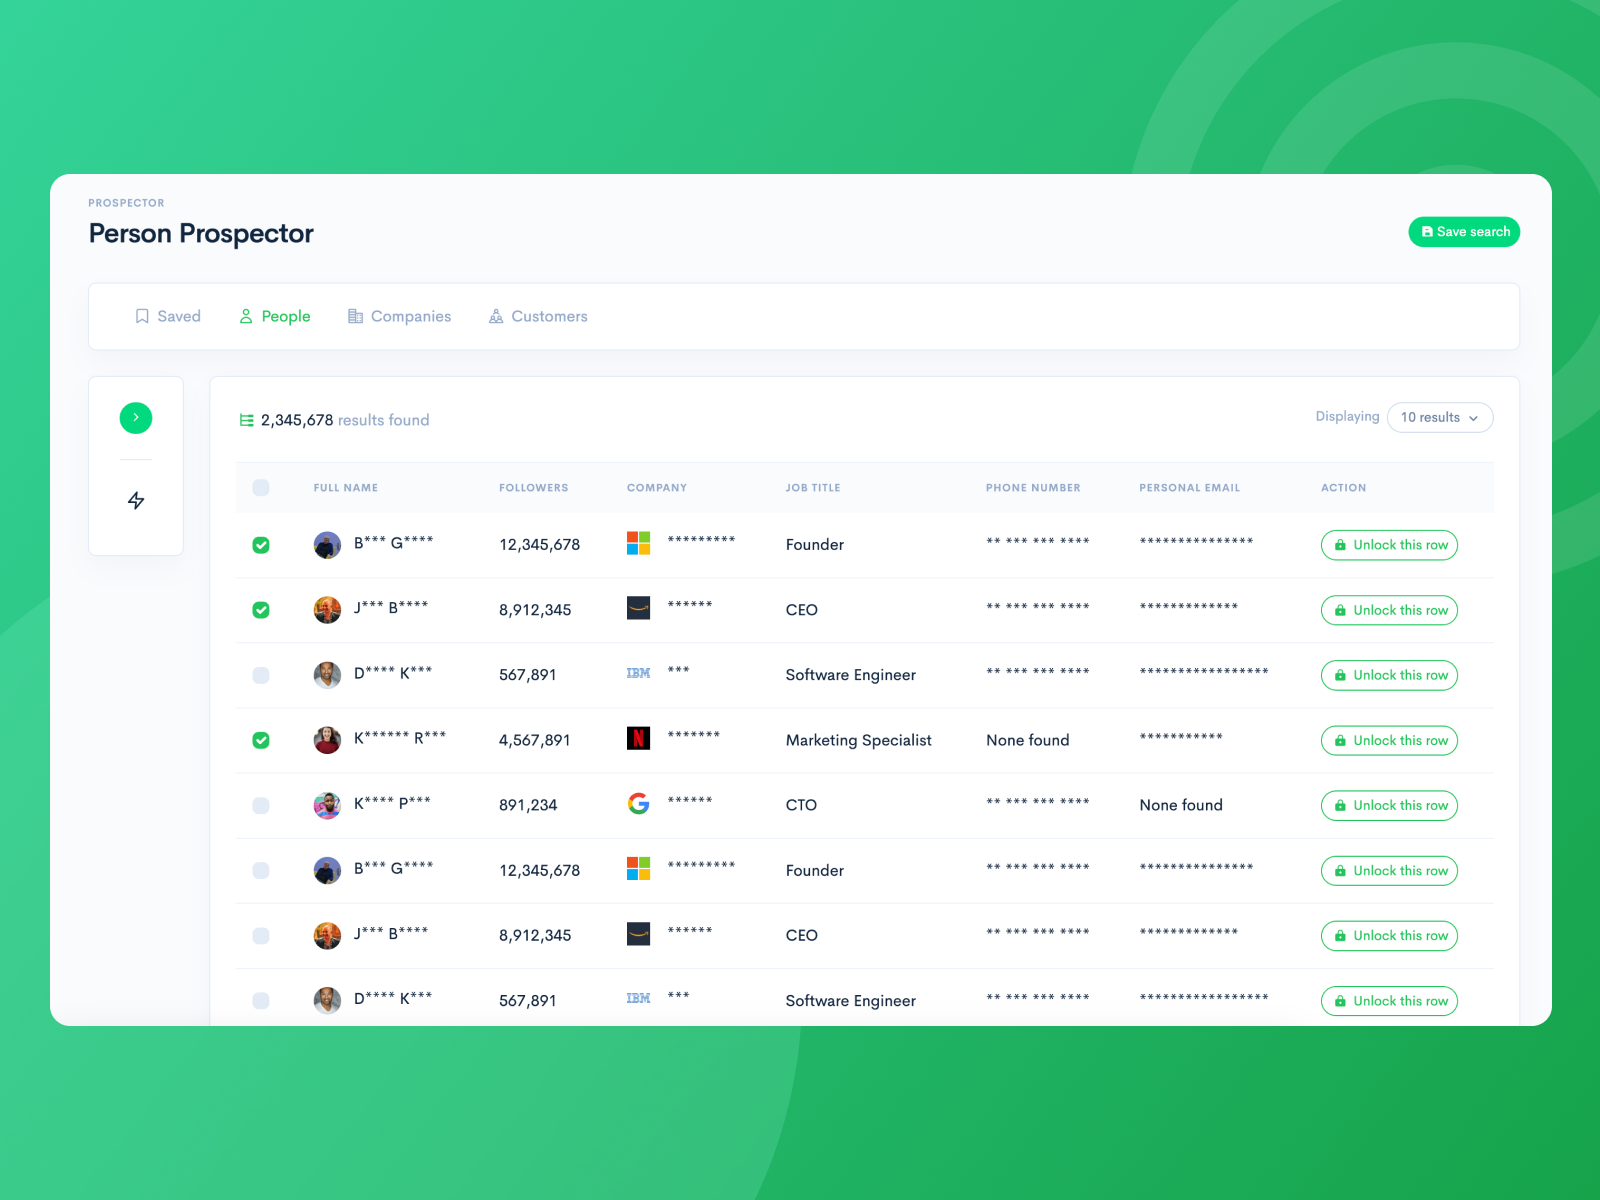 PROSPECTOR
Person Prospector
Save search
Saved People Companies Customers
2,345,678 results found
Displaying 10 results
FULL NAME FOLLOWERS COMPANY JOB TITLE PHONE NUMBER PERSONAL EMAIL ACTION
B*** G**** 12,345,678 ********* Founder ** *** *** **** *************** Unlock this row
J*** B**** 8,912,345 ****** CEO ** *** *** **** ************* Unlock this row
D**** K*** 567,891 IBM *** Software Engineer ** *** *** **** ***************** Unlock this row
K****** R*** 4,567,891 N ******* Marketing Specialist None found *********** Unlock this row
K**** P*** 891,234 G ****** CTO ** *** *** **** None found Unlock this row
B*** G**** 12,345,678 ********* Founder ** *** *** **** *************** Unlock this row
J*** B**** 8,912,345 ****** CEO ** *** *** **** ************* Unlock this row
D**** K*** 567,891 IBM *** Software Engineer ** *** *** **** ***************** Unlock this row